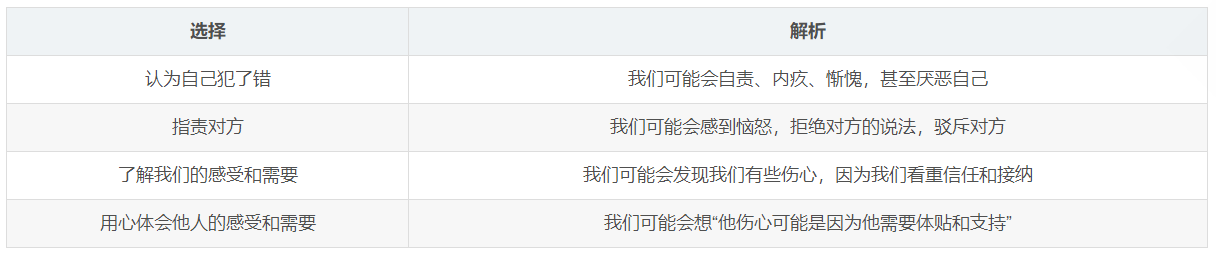 选择 解析
认为自己犯了错 我们可能会自责、内疚、惭愧，甚至厌恶自己
指责对方 我们可能会感到恼怒，拒绝对方的说法，驳斥对方
了解我们的感受和需要 我们可能会发现我们有些伤心，因为我们看重信任和接纳
用心体会他人的感受和需要 我们可能会想“他伤心可能是因为他需要体贴和支持”